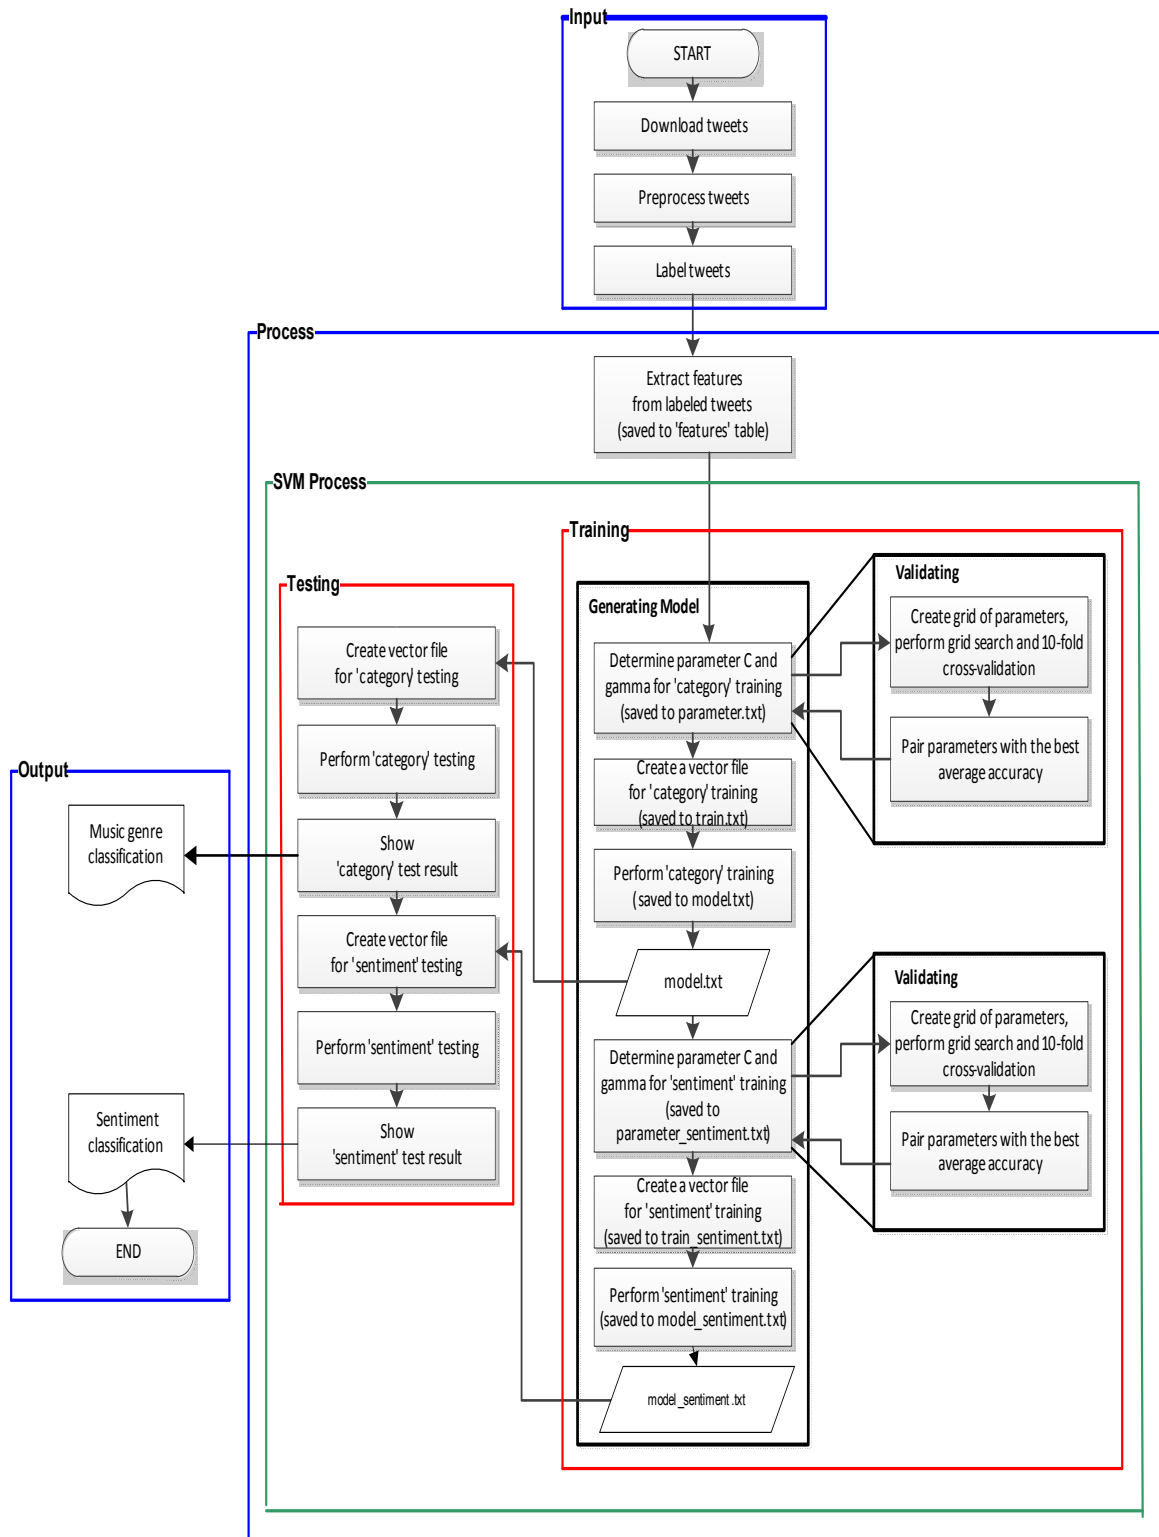 Input
START
Download tweets
Preprocess tweets
Label tweets
Process
Extract features
from labeled tweets
(saved to 'features' table)
SVM Process
Training
Generating Model
Determine parameter C and
gamma for 'category' training
(saved to parameter.txt)
Validating
Create grid of parameters,
perform grid search and 10-fold
cross-validation
Pair parameters with the best
average accuracy
Create a vector file
for 'category' training
(saved to train.txt)
Perform 'category' training
(saved to model.txt)
model.txt
Determine parameter C and
gamma for 'sentiment' training
(saved to
parameter_sentiment.txt)
Validating
Create grid of parameters,
perform grid search and 10-fold
cross-validation
Pair parameters with the best
average accuracy
Create a vector file
for 'sentiment' training
(saved to train_sentiment.txt)
Perform 'sentiment' training
(saved to model_sentiment.txt)
model_sentiment.txt
Testing
Create vector file
for 'category' testing
Perform 'category' testing
Show
'category' test result
Create vector file
for 'sentiment' testing
Perform 'sentiment' testing
Show
'sentiment' test result
Output
Music genre
classification
Sentiment
classification
END